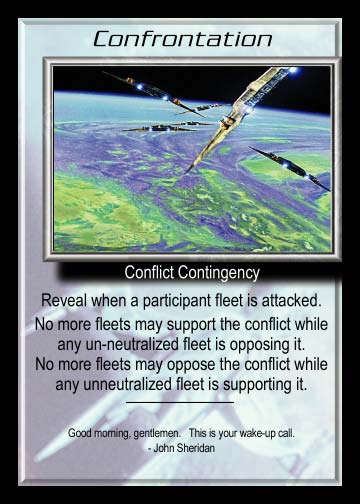 Confrontation
Conflict Contingency
Reveal when a participant fleet is attacked.
No more fleets may support the conflict while
any un-neutralized fleet is opposing it.
No more fleets may oppose the conflict while
any unneutralized fleet is supporting it.
Good morning, gentlemen. This is your wake-up call.
- John Sheridan